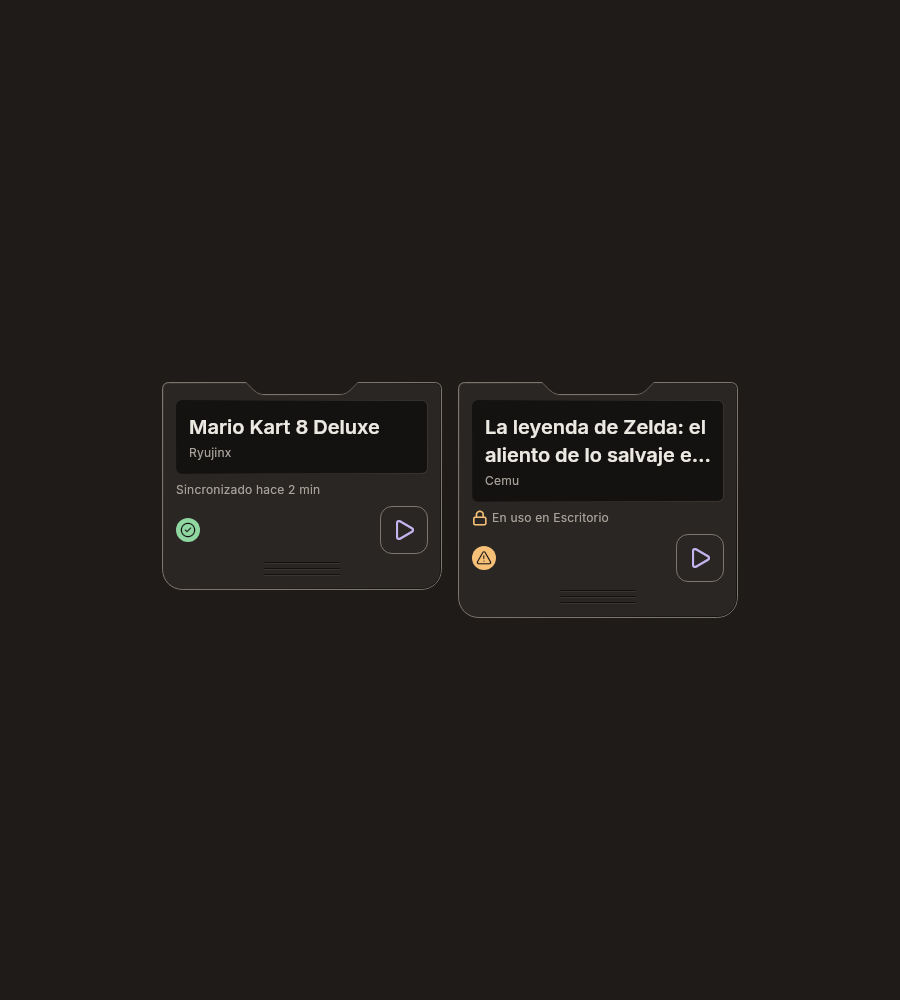 Mario Kart 8 Deluxe
Ryujinx
Sincronizado hace 2 min
La leyenda de Zelda: el
aliento de lo salvaje e...
Cemu
En uso en Escritorio